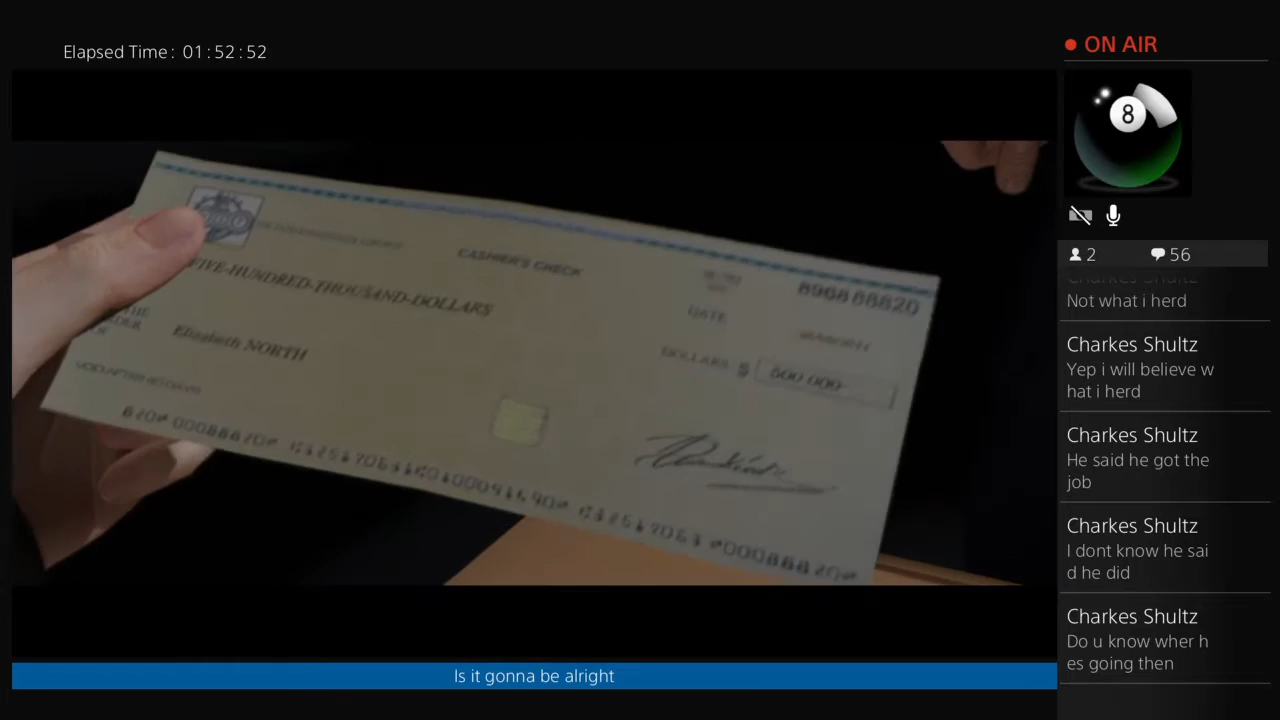 Elapsed Time: 01:52:52
ON AIR
8
2
56
Not what i herd
Charkes Shultz
Yep i will believe w
hat i herd
Charkes Shultz
He said he got the
job
Charkes Shultz
I dont know he sai
d he did
Charkes Shultz
Do u know wher h
es going then
CASHIER'S CHECK
896888820
FIVE-HUNDRED-THOUSAND-DOLLARS
DATE
DOLLARS $ 500 000
Elizabeth NORTH
Is it gonna be alright